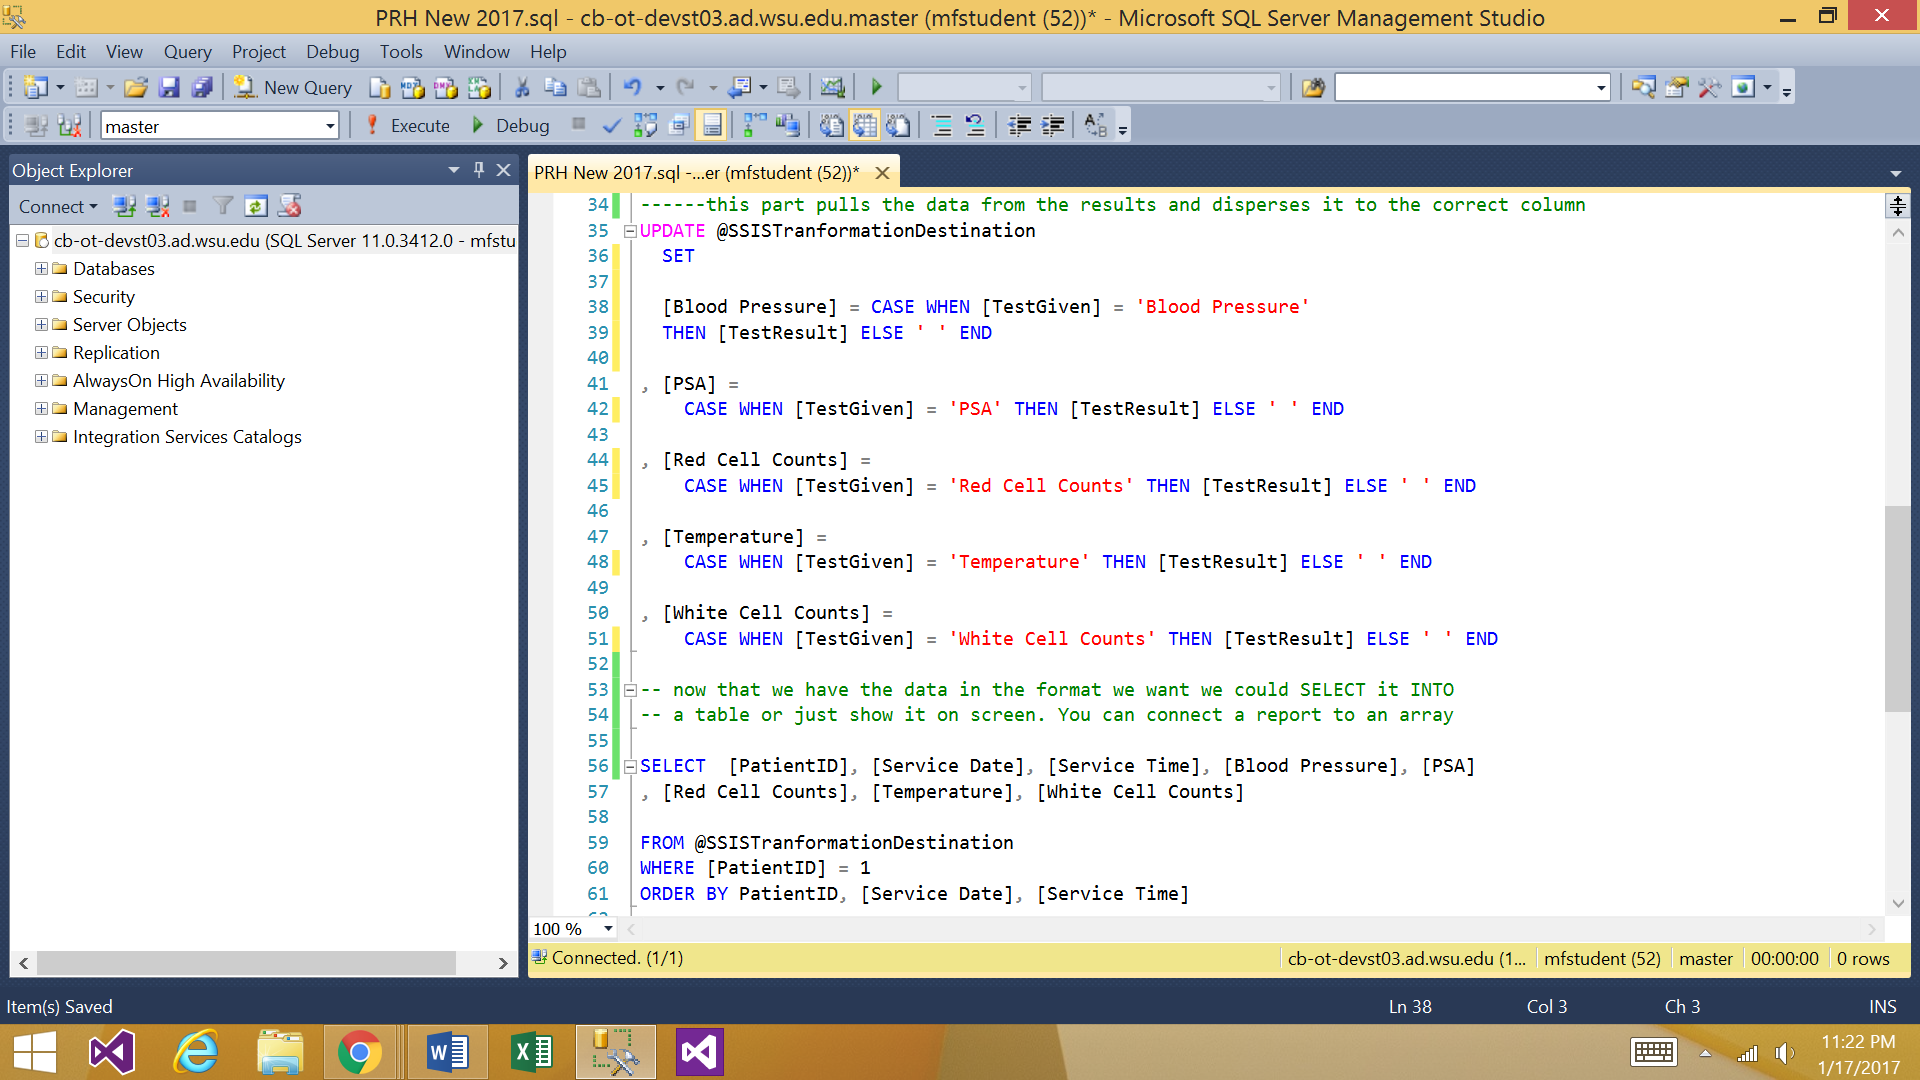 PRH New 2017.sql - cb-ot-devst03.ad.wsu.edu.master (mfstudent (52))* - Microsoft SQL Server Management Studio
File Edit View Query Project Debug Tools Window Help
New Query
master Execute Debug
Object Explorer
Connect
cb-ot-devst03.ad.wsu.edu (SQL Server 11.0.3412.0 - mfstu
Databases
Security
Server Objects
Replication
AlwaysOn High Availability
Management
Integration Services Catalogs
PRH New 2017.sql -...er (mfstudent (52))*
34 ------this part pulls the data from the results and disperses it to the correct column
35 UPDATE @SSISTranformationDestination
36 SET
37
38 [Blood Pressure] = CASE WHEN [TestGiven] = 'Blood Pressure'
39 THEN [TestResult] ELSE ' ' END
40
41 , [PSA] =
42 CASE WHEN [TestGiven] = 'PSA' THEN [TestResult] ELSE ' ' END
43
44 , [Red Cell Counts] =
45 CASE WHEN [TestGiven] = 'Red Cell Counts' THEN [TestResult] ELSE ' ' END
46
47 , [Temperature] =
48 CASE WHEN [TestGiven] = 'Temperature' THEN [TestResult] ELSE ' ' END
49
50 , [White Cell Counts] =
51 CASE WHEN [TestGiven] = 'White Cell Counts' THEN [TestResult] ELSE ' ' END
52
53 -- now that we have the data in the format we want we could SELECT it INTO
54 -- a table or just show it on screen. You can connect a report to an array
55
56 SELECT [PatientID], [Service Date], [Service Time], [Blood Pressure], [PSA]
57 , [Red Cell Counts], [Temperature], [White Cell Counts]
58
59 FROM @SSISTranformationDestination
60 WHERE [PatientID] = 1
61 ORDER BY PatientID, [Service Date], [Service Time]
100 %
Connected. (1/1) cb-ot-devst03.ad.wsu.edu (1... mfstudent (52) master 00:00:00 0 rows
Item(s) Saved Ln 38 Col 3 Ch 3 INS
11:22 PM
1/17/2017